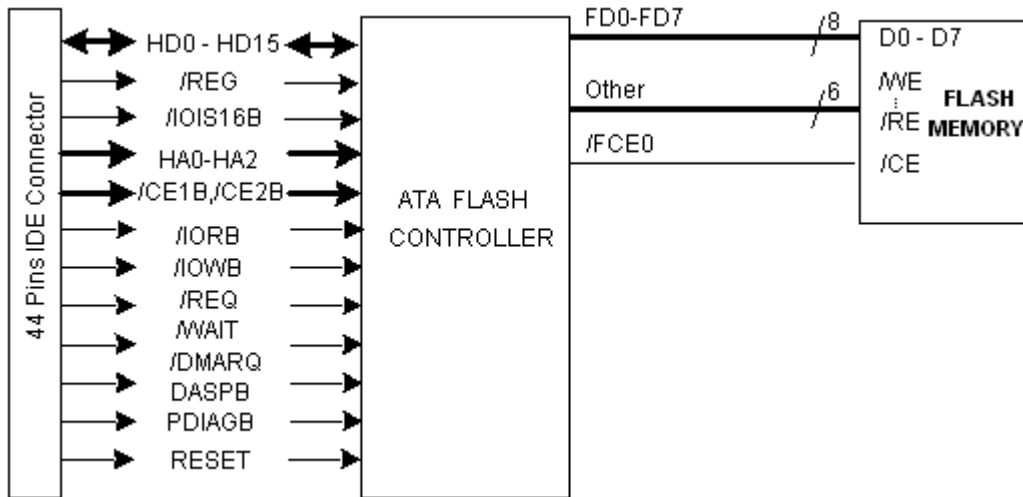 44 Pins IDE Connector
HD0 - HD15
/REG
/IOIS16B
HA0-HA2
/CE1B,/CE2B
/IORB
/IOWB
/REQ
/WAIT
/DMARQ
DASPB
PDIAGB
RESET
ATA FLASH
CONTROLLER
FD0-FD7
8
Other
6
/FCE0
D0 - D7
/WE
/RE
/CE
FLASH
MEMORY